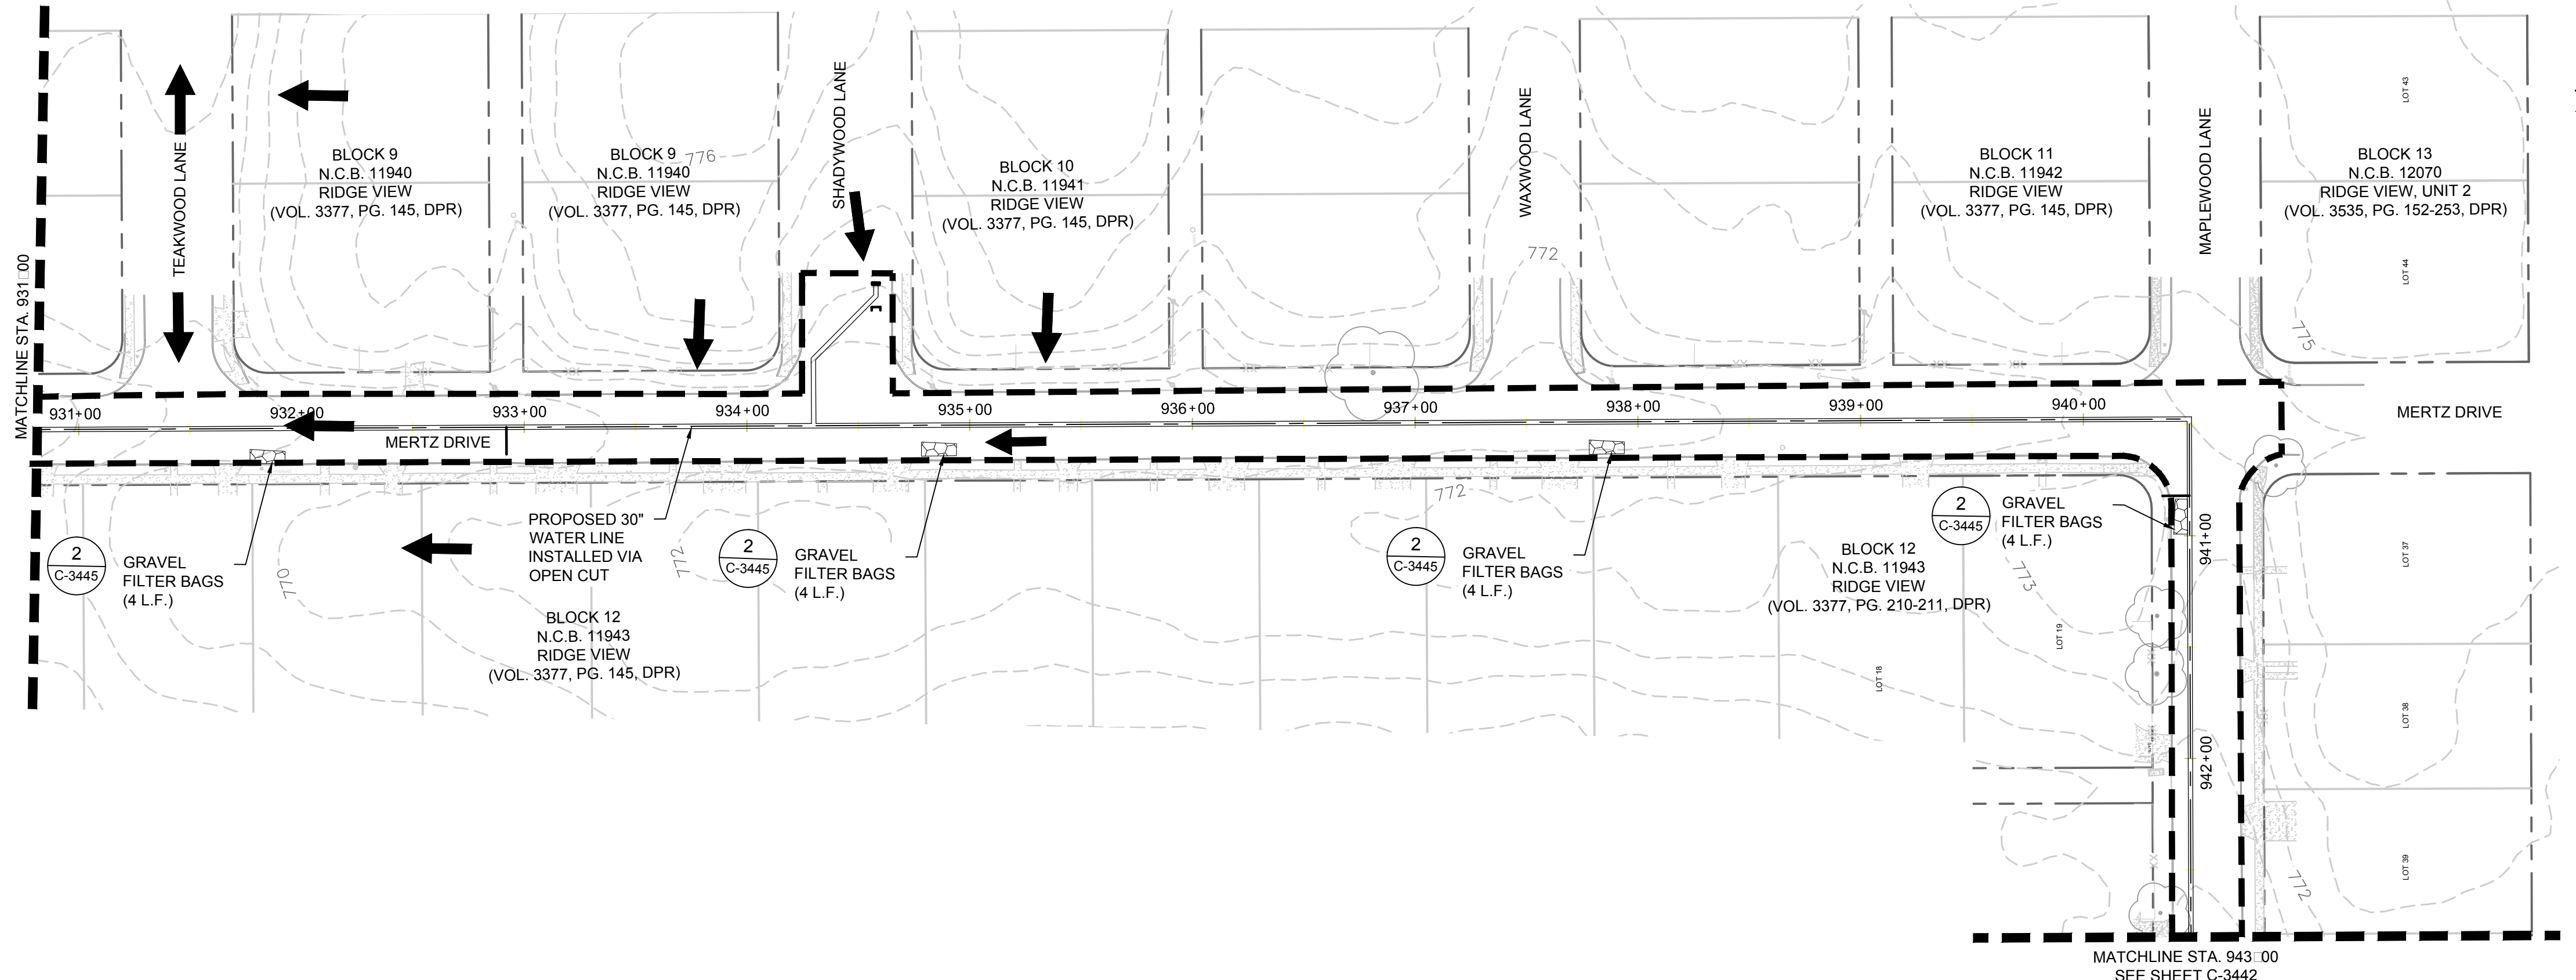 MATCHLINE STA. 931□00
TEAKWOOD LANE
BLOCK 9
N.C.B. 11940
RIDGE VIEW
(VOL. 3377, PG. 145, DPR)
BLOCK 9
N.C.B. 11940
RIDGE VIEW
(VOL. 3377, PG. 145, DPR)
776
SHADYWOOD LANE
BLOCK 10
N.C.B. 11941
RIDGE VIEW
(VOL. 3377, PG. 145, DPR)
WAXWOOD LANE
772
BLOCK 11
N.C.B. 11942
RIDGE VIEW
(VOL. 3377, PG. 145, DPR)
MAPLEWOOD LANE
LOT 43
BLOCK 13
N.C.B. 12070
RIDGE VIEW, UNIT 2
(VOL. 3535, PG. 152-253, DPR)
LOT 44
775
931+00
932+00
933+00
934+00
935+00
936+00
937+00
938+00
939+00
940+00
MERTZ DRIVE
MERTZ DRIVE
2
C-3445
GRAVEL
FILTER BAGS
(4 L.F.)
770
PROPOSED 30"
WATER LINE
INSTALLED VIA
OPEN CUT
BLOCK 12
N.C.B. 11943
RIDGE VIEW
(VOL. 3377, PG. 145, DPR)
772
2
C-3445
GRAVEL
FILTER BAGS
(4 L.F.)
772
2
C-3445
GRAVEL
FILTER BAGS
(4 L.F.)
2
C-3445
GRAVEL
FILTER BAGS
(4 L.F.)
BLOCK 12
N.C.B. 11943
RIDGE VIEW
(VOL. 3377, PG. 210-211, DPR)
773
LOT 18
LOT 19
941+00
942+00
LOT 37
LOT 38
LOT 39
772
MATCHLINE STA. 943□00
SEE SHEET C-3442